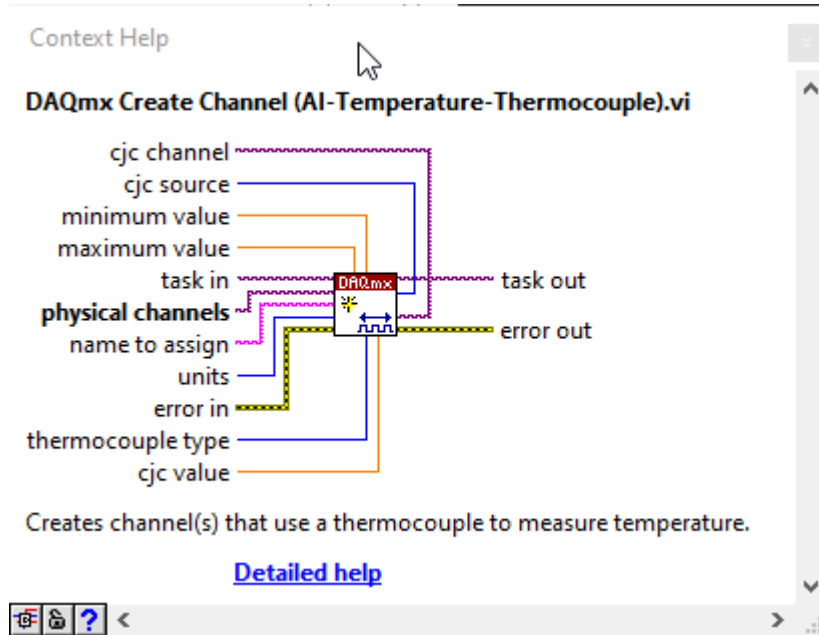 Context Help
DAQmx Create Channel (AI-Temperature-Thermocouple).vi
cjc channel
cjc source
minimum value
maximum value
task in
DAQmx
task out
physical channels
error out
name to assign
units
error in
thermocouple type
cjc value
Creates channel(s) that use a thermocouple to measure temperature.
Detailed help
?